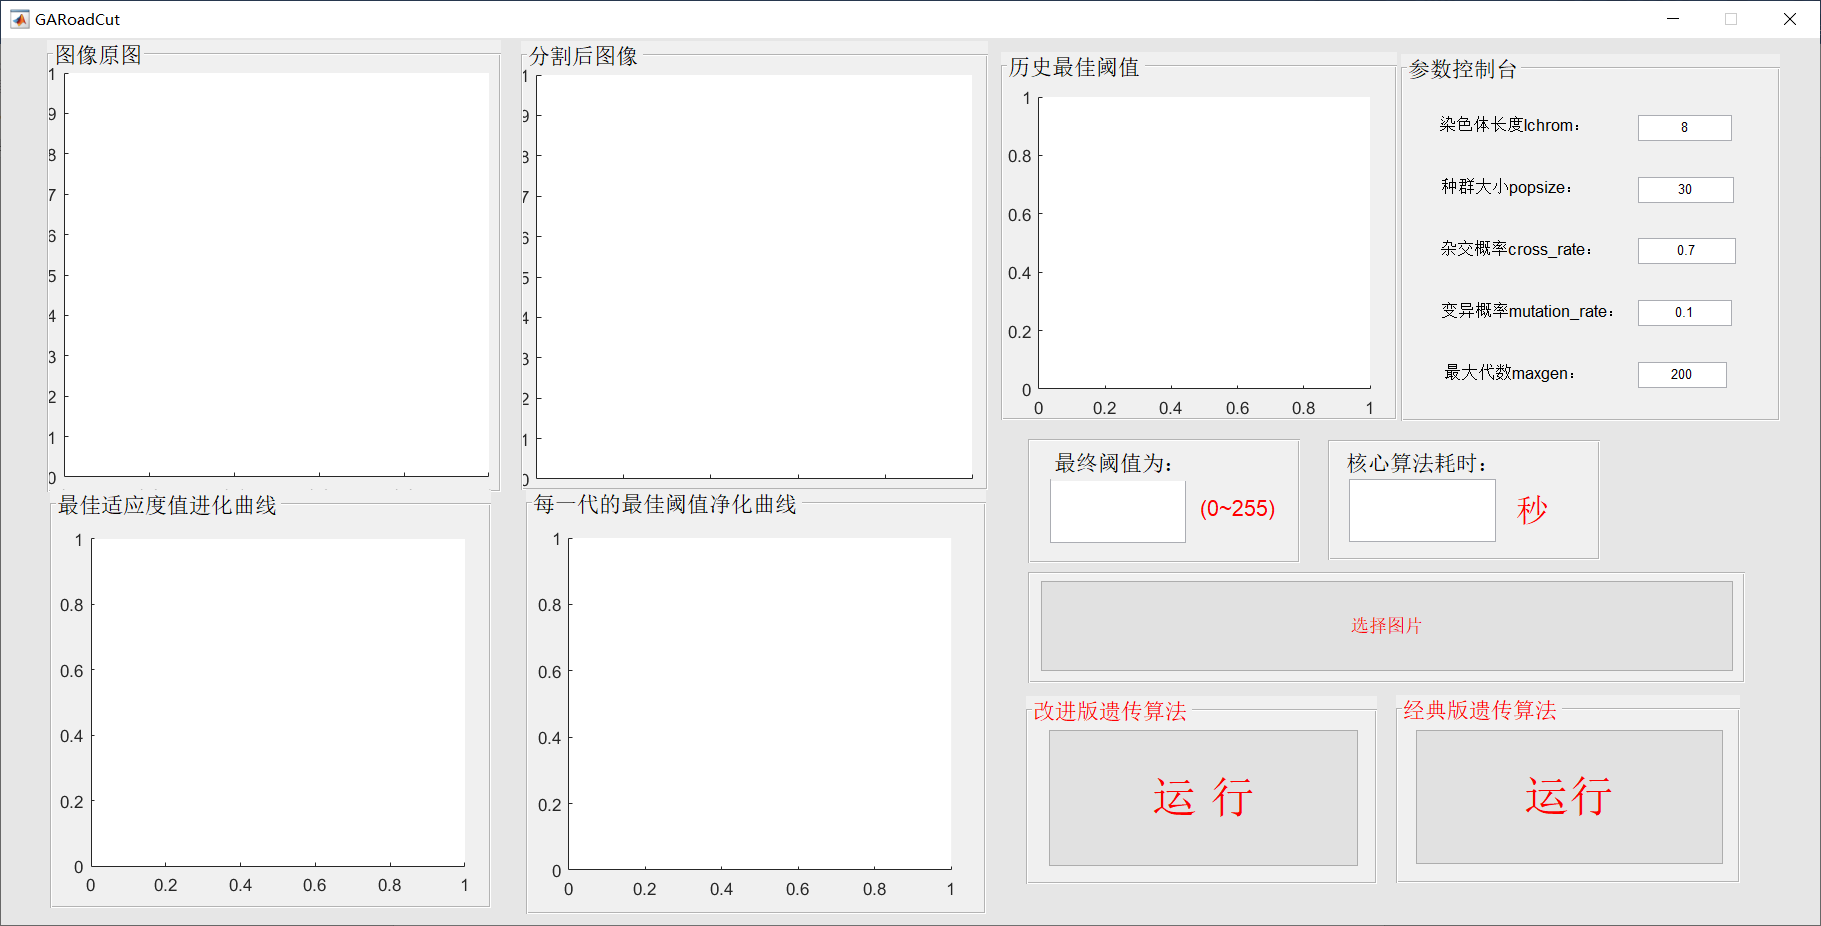 GARoadCut
图像原图
1
9
8
7
6
5
4
3
2
1
0
分割后图像
1
9
8
7
6
5
4
3
2
1
0
历史最佳阈值
1
0.8
0.6
0.4
0.2
0
0 0.2 0.4 0.6 0.8 1
参数控制台
染色体长度lchrom： 8
种群大小popsize： 30
杂交概率cross_rate： 0.7
变异概率mutation_rate： 0.1
最大代数maxgen： 200
最佳适应度值进化曲线
1
0.8
0.6
0.4
0.2
0
0 0.2 0.4 0.6 0.8 1
每一代的最佳阈值净化曲线
1
0.8
0.6
0.4
0.2
0
0 0.2 0.4 0.6 0.8 1
最终阈值为：
(0~255)
核心算法耗时：
秒
选择图片
改进版遗传算法
运 行
经典版遗传算法
运行